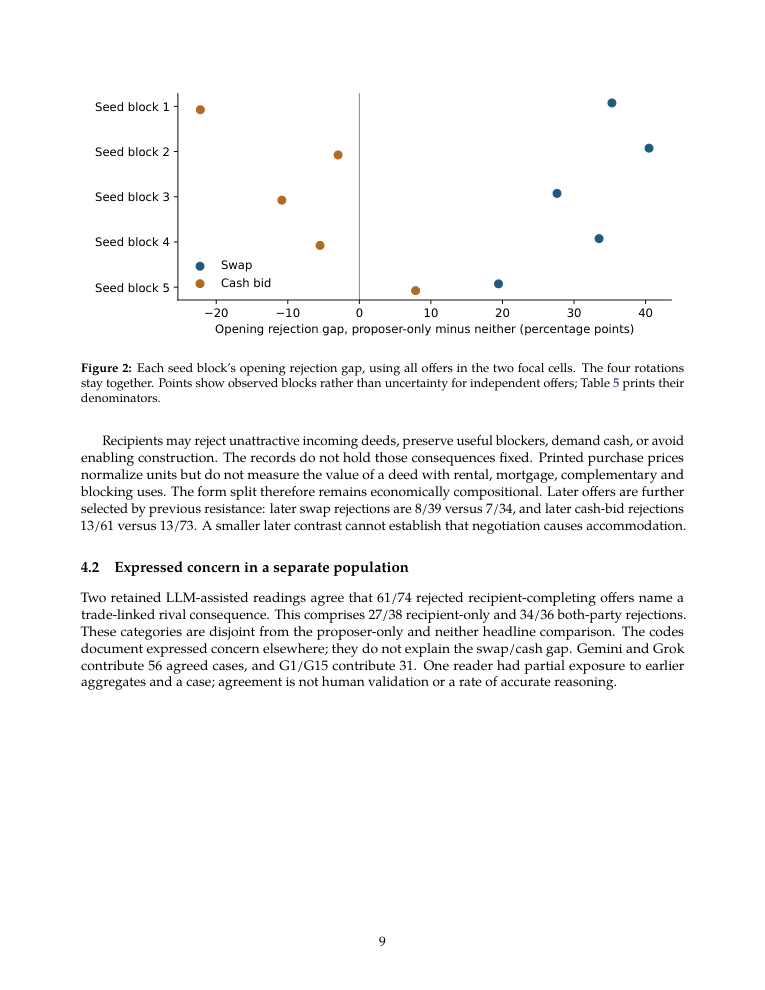 Seed block 1
Seed block 2
Seed block 3
Seed block 4
Seed block 5
Swap
Cash bid
−20 −10 0 10 20 30 40
Opening rejection gap, proposer-only minus neither (percentage points)
Figure 2: Each seed block's opening rejection gap, using all offers in the two focal cells. The four rotations
stay together. Points show observed blocks rather than uncertainty for independent offers; Table 5 prints their
denominators.
Recipients may reject unattractive incoming deeds, preserve useful blockers, demand cash, or avoid
enabling construction. The records do not hold those consequences fixed. Printed purchase prices
normalize units but do not measure the value of a deed with rental, mortgage, complementary and
blocking uses. The form split therefore remains economically compositional. Later offers are further
selected by previous resistance: later swap rejections are 8/39 versus 7/34, and later cash-bid rejections
13/61 versus 13/73. A smaller later contrast cannot establish that negotiation causes accommodation.
4.2 Expressed concern in a separate population
Two retained LLM-assisted readings agree that 61/74 rejected recipient-completing offers name a
trade-linked rival consequence. This comprises 27/38 recipient-only and 34/36 both-party rejections.
These categories are disjoint from the proposer-only and neither headline comparison. The codes
document expressed concern elsewhere; they do not explain the swap/cash gap. Gemini and Grok
contribute 56 agreed cases, and G1/G15 contribute 31. One reader had partial exposure to earlier
aggregates and a case; agreement is not human validation or a rate of accurate reasoning.
9